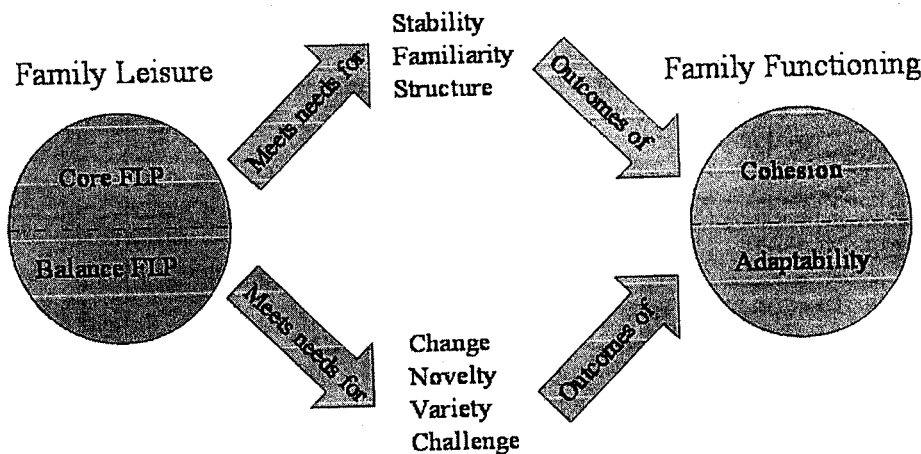 Family Leisure
Core FLP
Balance FLP
Meets needs for
Stability
Familiarity
Structure
Outcomes of
Meets needs for
Change
Novelty
Variety
Challenge
Outcomes of
Family Functioning
Cohesion
Adaptability